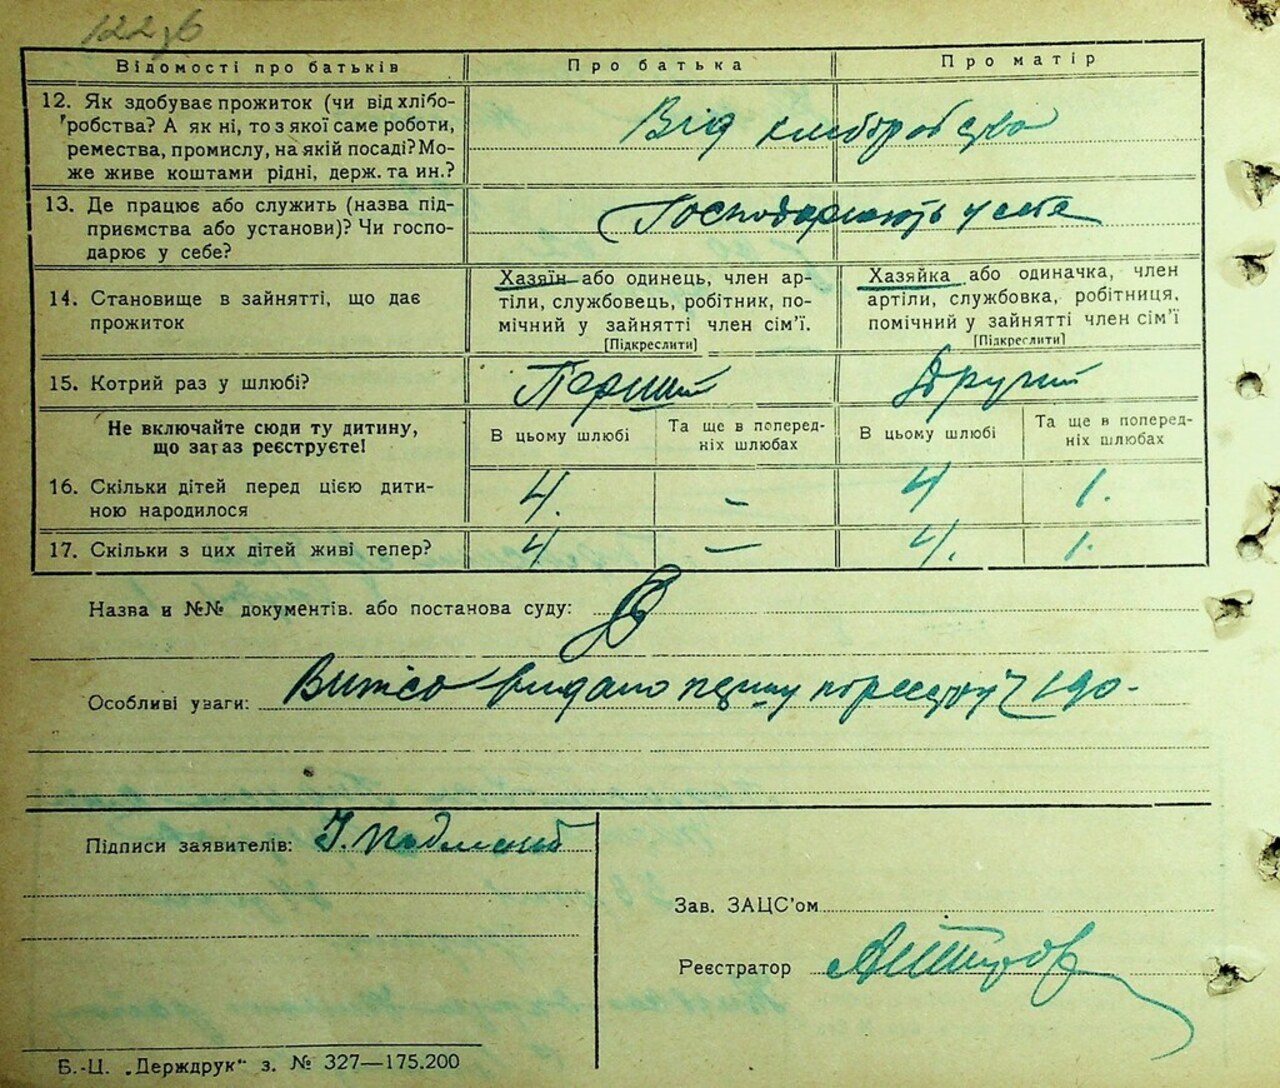 122зв
Відомості про батьків Про батька Про матір
12. Як здобуває прожиток (чи від хлібо-
робства? А як ні, то з якої саме роботи,
ремества, промислу, на якій посаді? Мо-
же живе коштами рідні, держ. та ин.?
Від хліборобства
13. Де працює або служить (назва під-
приємства або установи)? Чи госпо-
дарює у себе?
Господарюють у себе
14. Становище в зайнятті, що дає
прожиток
Хазяїн або одинець, член ар-
тіли, службовець, робітник, по-
мічний у зайнятті член сім'ї.
[Підкреслити]
Хазяйка або одиначка, член
артіли, службовка, робітниця,
помічний у зайнятті член сім'ї
[Підкреслити]
15. Котрий раз у шлюбі? Перший Другий
Не включайте сюди ту дитину,
що зараз реєструєте!
В цьому шлюбі
Та ще в поперед-
ніх шлюбах
В цьому шлюбі
Та ще в поперед-
ніх шлюбах
16. Скільки дітей перед цією дити-
ною народилося
4. – 4 1.
17. Скільки з цих дітей живі тепер? 4. – 4. 1.
Назва и №№ документів. або постанова суду:
Особливі уваги: видано
Підписи заявителів:
Зав. ЗАЦС'ом
Реєстратор
Б.-Ц. „Держдрук" з. № 327—175.200